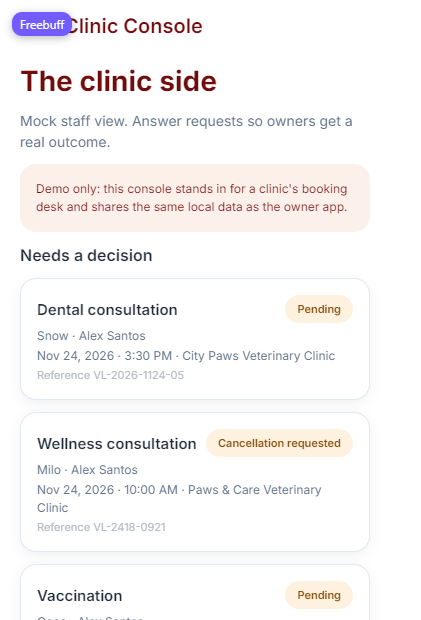 Freebuff
Clinic Console
The clinic side
Mock staff view. Answer requests so owners get a
real outcome.
Demo only: this console stands in for a clinic's booking
desk and shares the same local data as the owner app.
Needs a decision
Dental consultation
Pending
Snow · Alex Santos
Nov 24, 2026 · 3:30 PM · City Paws Veterinary Clinic
Reference VL-2026-1124-05
Wellness consultation
Cancellation requested
Milo · Alex Santos
Nov 24, 2026 · 10:00 AM · Paws & Care Veterinary
Clinic
Reference VL-2418-0921
Vaccination
Pending